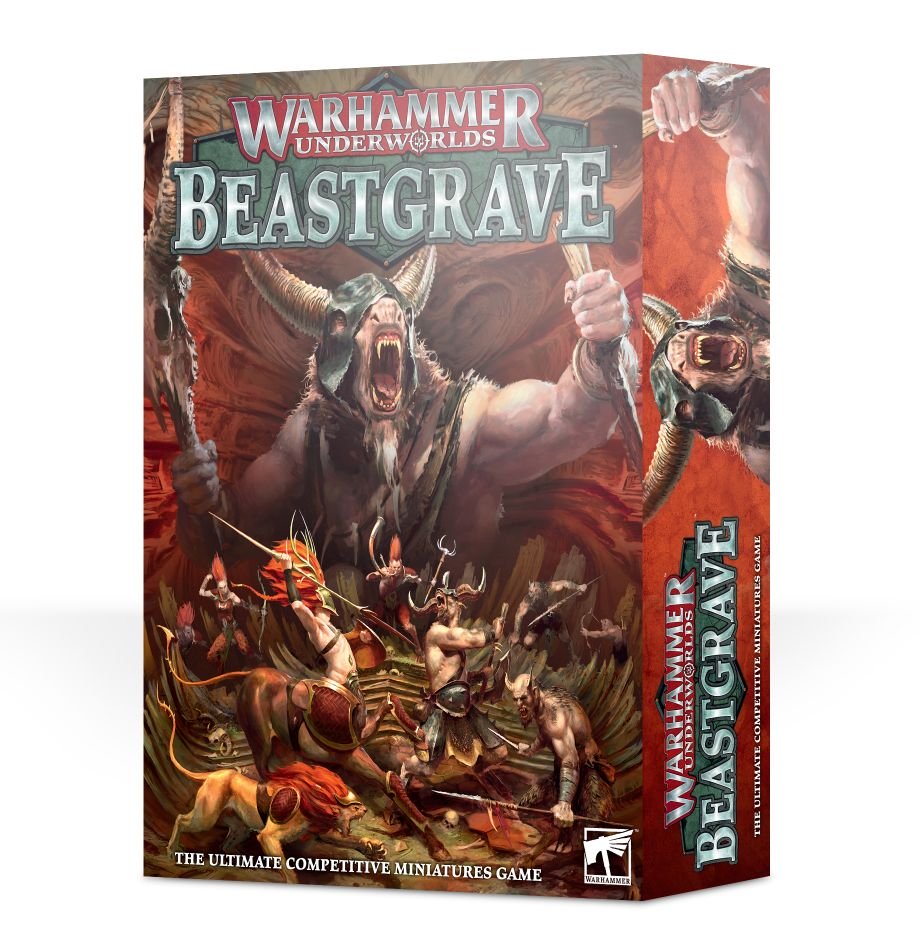 WARHAMMER
UNDERWORLDS
BEASTGRAVE
THE ULTIMATE COMPETITIVE MINIATURES GAME
WARHAMMER
WARHAMMER
UNDERWORLDS
BEASTGRAVE
THE ULTIMATE COMPETITIVE MINIATURES GAME